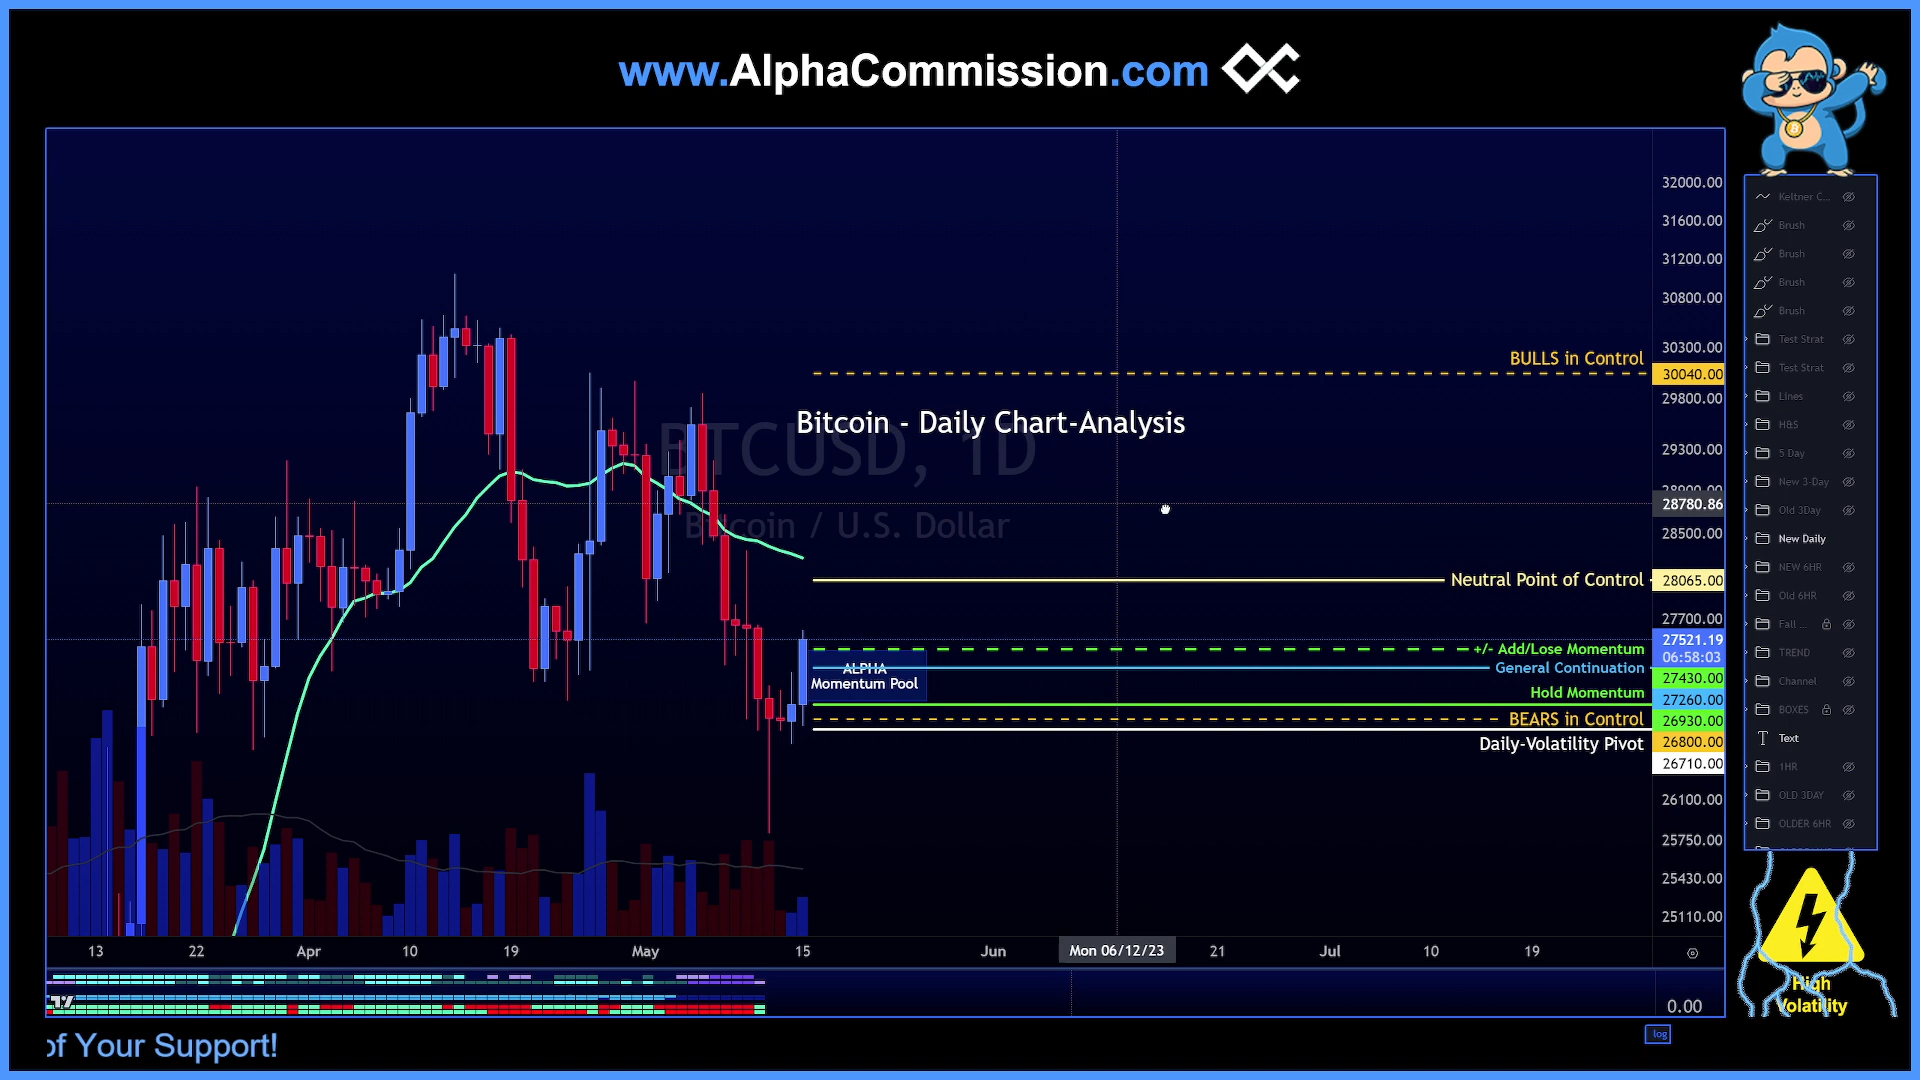 www.AlphaCommission.com
BTCUSD, 1D
Bitcoin / U.S. Dollar
Bitcoin - Daily Chart-Analysis
BULLS in Control
Neutral Point of Control
+/- Add/Lose Momentum
General Continuation
Hold Momentum
BEARS in Control
Daily-Volatility Pivot
ALPHA
Momentum Pool
32000.00
31600.00
31200.00
30800.00
30300.00
30040.00
29800.00
29300.00
28900.00
28780.86
28500.00
28065.00
27700.00
27521.19
06:58:03
27430.00
27260.00
26930.00
26800.00
26710.00
26100.00
25750.00
25430.00
25110.00
13 22 Apr 10 19 May 15 Jun Mon 06/12/23 21 Jul 10 19
0.00
Keltner C...
Brush
Brush
Brush
Brush
Test Strat
Test Strat
Lines
H&S
5 Day
New 3-Day
Old 3Day
New Daily
NEW 6HR
Old 6HR
Fall ...
TREND
Channel
BOXES
Text
1HR
OLD 3DAY
OLDER 6HR
High
Volatility
of Your Support!
log